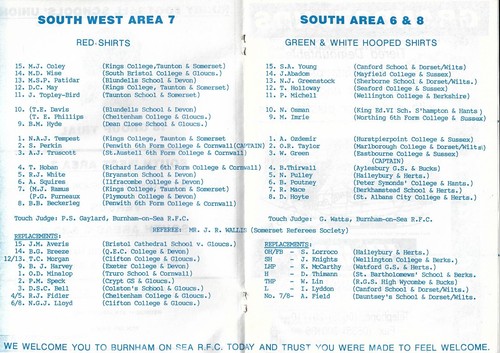 SOUTH WEST AREA 7
RED SHIRTS
15. M.J. Coley (Kings College,Taunton & Somerset)
14. M.D. Wise (South Bristol College & Gloucs.)
13. M.S.P. Patidar (Blundells School & Devon)
12. D.C. May (Kings College, Taunton & Somerset)
11. J. Topley-Bird (Taunton School & Somerset)
10. (T.E. Davis (Blundells School & Devon)
(T. E. Phillips (Cheltenham College & Gloucs.)
9. B.M. Hyde (Dean Close School & Gloucs.)
1. N.A.J. Tempest (Kings College, Taunton & Somerset
2. S. Perkin (Penwith 6th Form College & Cornwall(CAPTAIN)
3. A.J. Truscott (St.Austell 6th Form College & Cornwall)
4. T. Hoban (Richard Lander 6th Form College & Cornwall)
5. R.J. White (Bryanston School & Devon)
6. A. Squires (Ilfracombe College & Devon)
7. (M.J. Ramus (Kings College, Taunton & Somerset)
(P.G. Furneaux (Plymouth College & Devon)
8. B.B. Beckerleg (Penwith 6th Form College & Cornwall)
Touch Judge: P.S. Gaylard, Burnham-on-Sea R.F.C.
REFEREE: MR. J. R. WALLIS (Somerset Referees Society)
REPLACEMENTS:
15. J.M. Averis (Bristol Cathedral School v. Gloucs.)
14. B.G. Breeze (Q.E.C. College & Devon)
12/13. T.C. Morgan (Clifton College & Gloucs.)
9. B. J. Harvey (Exeter College & Devon)
1. O.D. Minalop (Truro School & Cornwall)
2. P.M. Speck (Crypt GS & Gloucs.)
3. D.S.C. Bell (Colston's School & Gloucs.)
4/5. R.J. Fidler (Cheltenham College & Gloucs.)
6/8. N.G.J. Lloyd (Clifton College & Gloucs.)
SOUTH AREA 6 & 8
GREEN & WHITE HOOPED SHIRTS
15. S.A. Young (Canford School & Dorset/Wilts)
14. J.Abadom (Mayfield College & Sussex)
13. N.J. Greenstock (Sherborne School & Dorset/Wilts.)
12. T. Holloway (Seaford College & Sussex)
11. P. Michell (Wellington College & Berkshire)
10. N. Osman (King Ed.VI Sch. S'hampton & Hants)
9. M. Imrie (Worthing 6th Form College & Sussex)
1. A. Ozdemir (Hurstpierpoint College & Sussex)
2. O.B. Taylor (Marlborough College & Dorset/Wilts.)
3. W. Green (Eastbourne College & Sussex)
(CAPTAIN)
4. B.Thirwall (Aylesbury G.S. & Bucks)
5. N. Pulley (Haileybury & Herts.)
6. B. Poutney (Peter Symonds' College & Hants.)
7. B. More (Berkhamstead School & Herts.)
8. D. Hoyte (St. Albans City College & Herts.)
Touch Judge: G. Watts, Burnham on Sea, R.F.C.
REPLACEMENTS:
OH/FB - S. Lorroco (Haileybury & Herts.)
SH - J. Knights (Wellington College & Berks.)
LHP - K. McCarthy (Watford G.S. & Herts.)
H - D. Thimann (St. Bartholomews' School & Berks.)
THP - W. Lin (R.G.S. High Wycombe & Bucks)
L - I. Lyddon (Canford School & Dorset/Wilts.)
No. 7/8- A. Field (Dauntsey's School & Dorset/Wilts.
WE WELCOME YOU TO BURNHAM ON SEA R.F.C. TODAY AND TRUST YOU WERE MADE TO FEEL WELCOME.